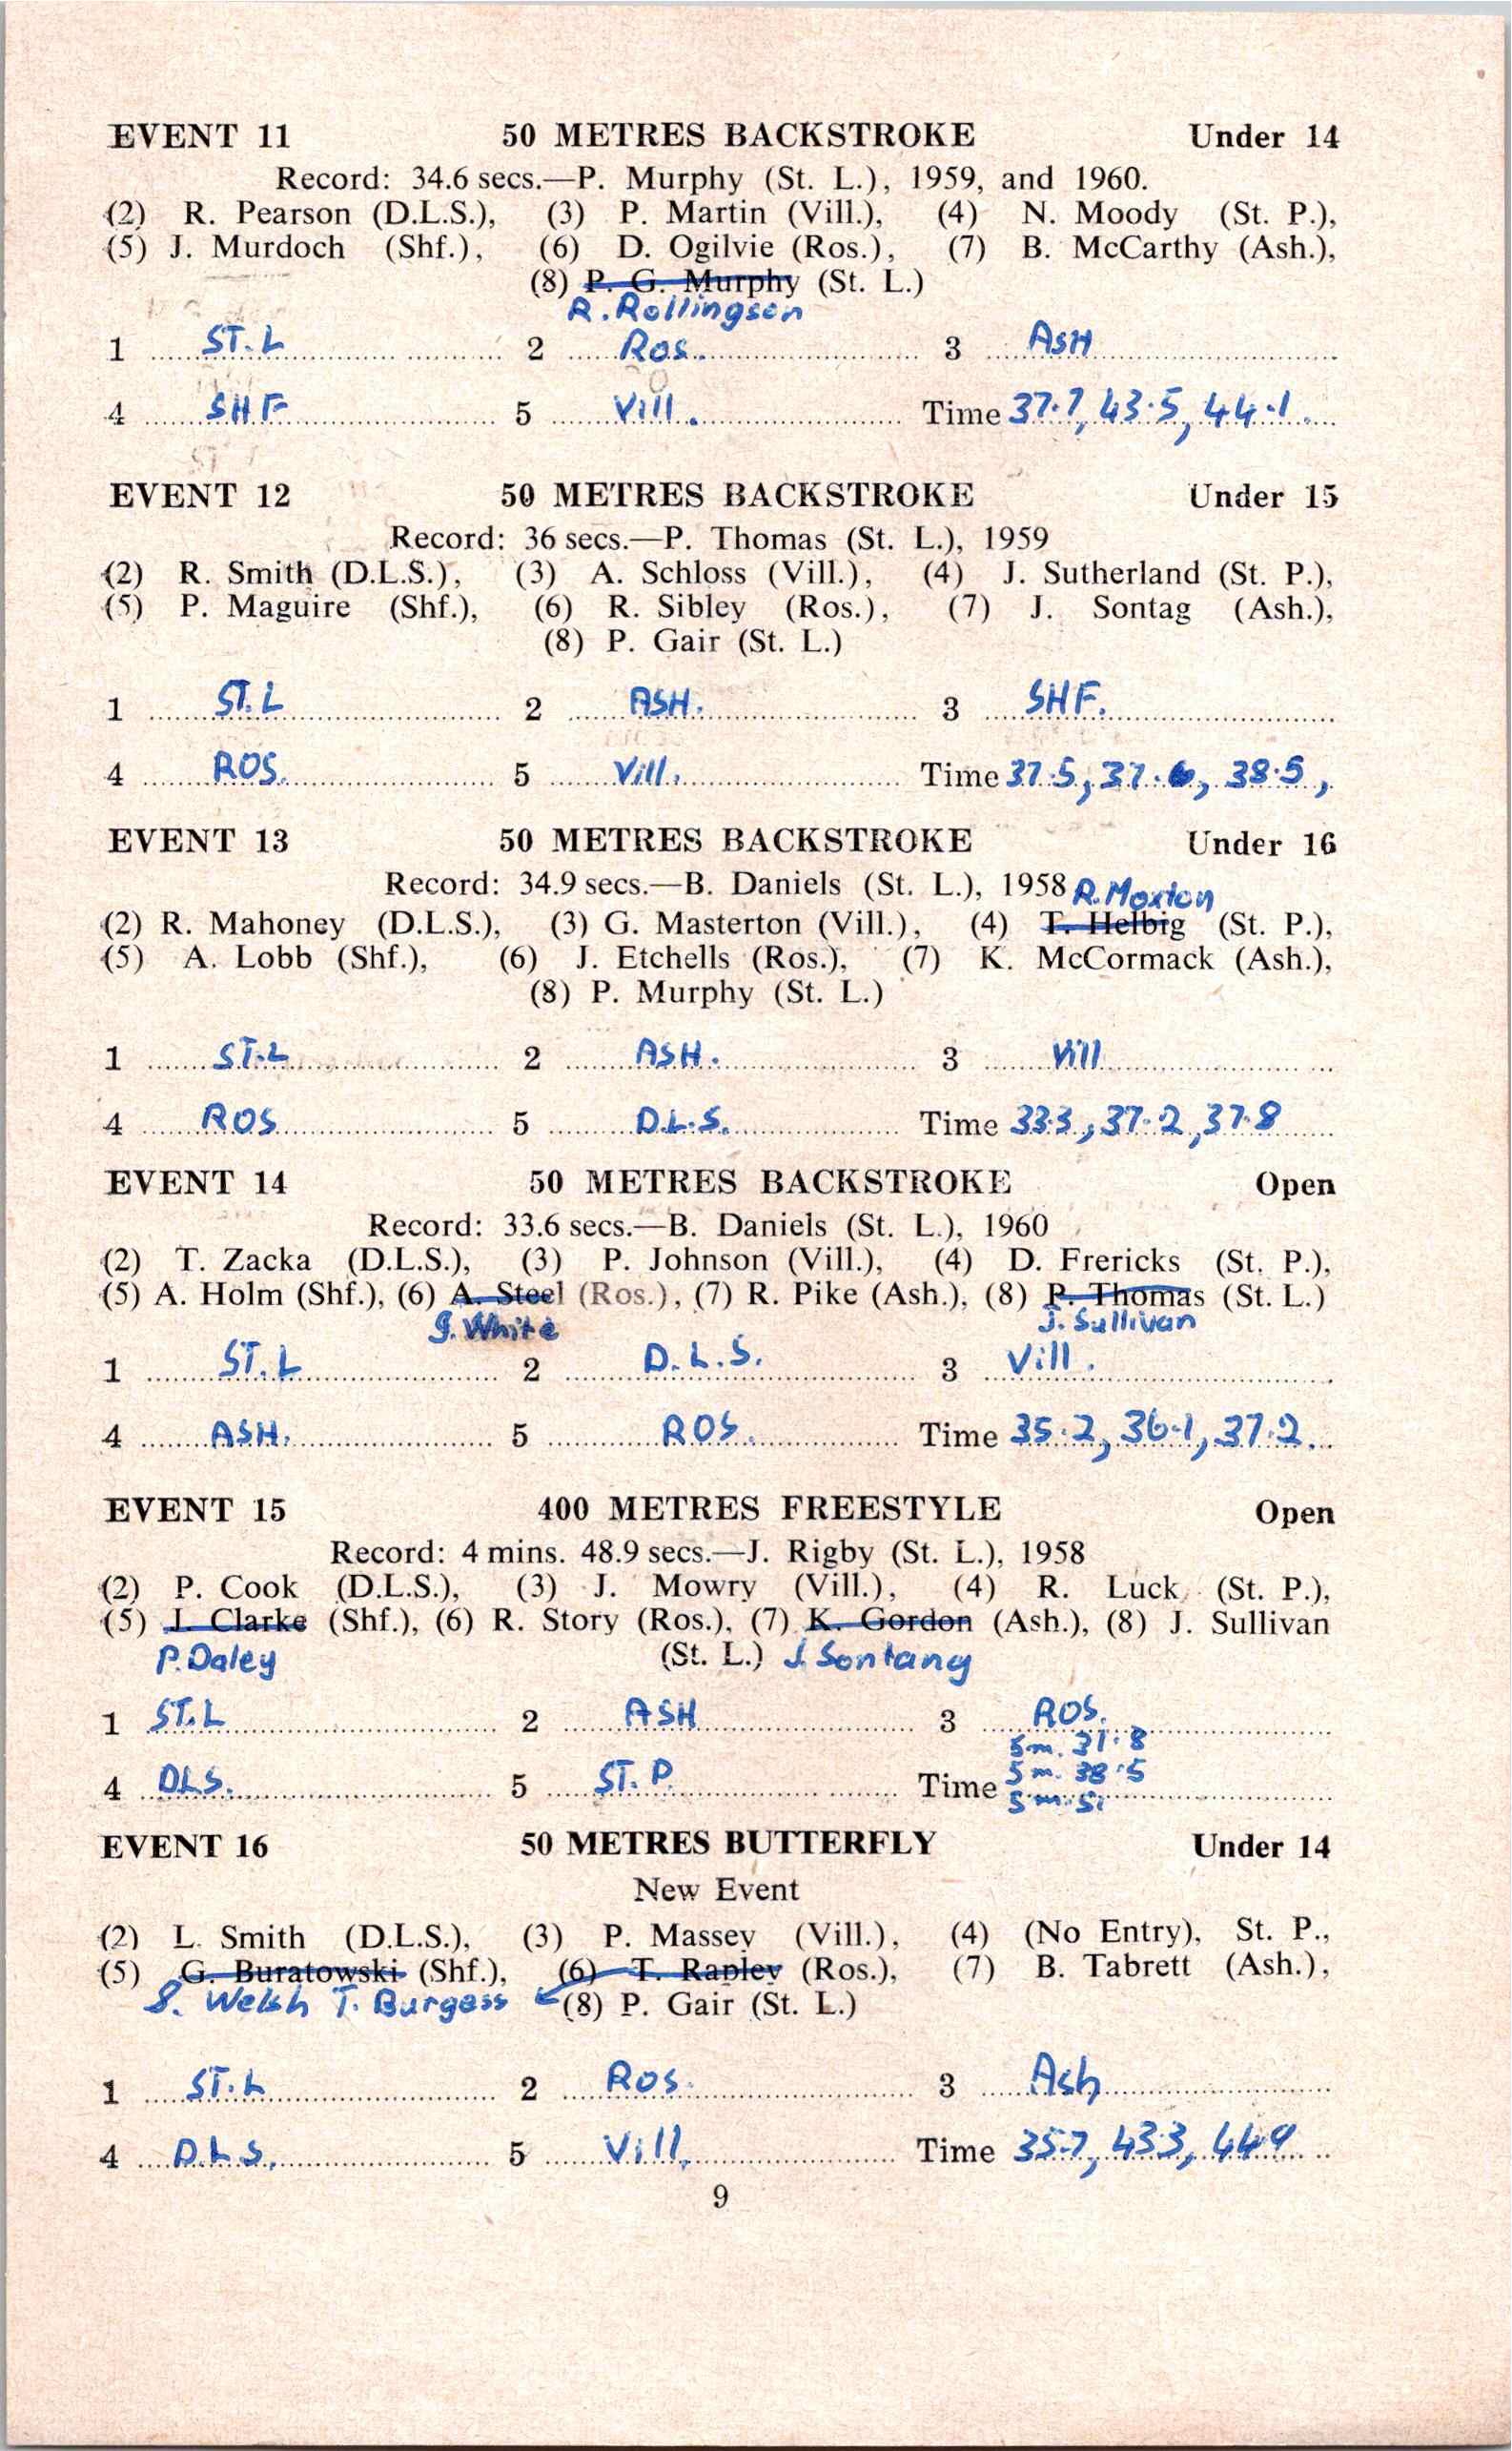 EVENT 11 50 METRES BACKSTROKE Under 14
Record: 34.6 secs.—P. Murphy (St. L.), 1959, and 1960.
(2) R. Pearson (D.L.S.), (3) P. Martin (Vill.), (4) N. Moody (St. P.),
(5) J. Murdoch (Shf.), (6) D. Ogilvie (Ros.), (7) B. McCarthy (Ash.),
(8) P. G. Murphy (St. L.)
R. Rollingson
1 ST. L 2 Ros. 3 ASH
4 SHF 5 Vill. Time 37.7, 43.5, 44.1.
EVENT 12 50 METRES BACKSTROKE Under 15
Record: 36 secs.—P. Thomas (St. L.), 1959
(2) R. Smith (D.L.S.), (3) A. Schloss (Vill.), (4) J. Sutherland (St. P.),
(5) P. Maguire (Shf.), (6) R. Sibley (Ros.), (7) J. Sontag (Ash.),
(8) P. Gair (St. L.)
1 ST. L 2 ASH. 3 SHF.
4 ROS. 5 Vill. Time 37.5, 37.6, 38.5,
EVENT 13 50 METRES BACKSTROKE Under 16
Record: 34.9 secs.—B. Daniels (St. L.), 1958 R. Moxton
(2) R. Mahoney (D.L.S.), (3) G. Masterton (Vill.), (4) T. Helbig (St. P.),
(5) A. Lobb (Shf.), (6) J. Etchells (Ros.), (7) K. McCormack (Ash.),
(8) P. Murphy (St. L.)
1 ST. L 2 ASH. 3 Vill
4 ROS 5 D.L.S. Time 33.3, 37.2, 37.8
EVENT 14 50 METRES BACKSTROKE Open
Record: 33.6 secs.—B. Daniels (St. L.), 1960
(2) T. Zacka (D.L.S.), (3) P. Johnson (Vill.), (4) D. Frericks (St. P.),
(5) A. Holm (Shf.), (6) A. Steel (Ros.), (7) R. Pike (Ash.), (8) P. Thomas (St. L.)
G. White J. Sullivan
1 ST. L 2 D.L.S. 3 Vill.
4 ASH. 5 ROS. Time 35.2, 36.1, 37.2.
EVENT 15 400 METRES FREESTYLE Open
Record: 4 mins. 48.9 secs.—J. Rigby (St. L.), 1958
(2) P. Cook (D.L.S.), (3) J. Mowry (Vill.), (4) R. Luck (St. P.),
(5) J. Clarke (Shf.), (6) R. Story (Ros.), (7) K. Gordon (Ash.), (8) J. Sullivan
P. Daley (St. L.) J. Sontang
1 ST. L 2 ASH 3 ROS.
5m. 31.8
4 DLS. 5 ST. P. Time 5m. 38.5
5m. 51
EVENT 16 50 METRES BUTTERFLY Under 14
New Event
(2) L. Smith (D.L.S.), (3) P. Massey (Vill.), (4) (No Entry), St. P.,
(5) G. Buratowski (Shf.), (6) T. Rapley (Ros.), (7) B. Tabrett (Ash.),
S. Welsh T. Burgess (8) P. Gair (St. L.)
1 ST. L 2 Ros. 3 Ash
4 D.L.S. 5 Vill. Time 35.7, 43.3, 44.9
9